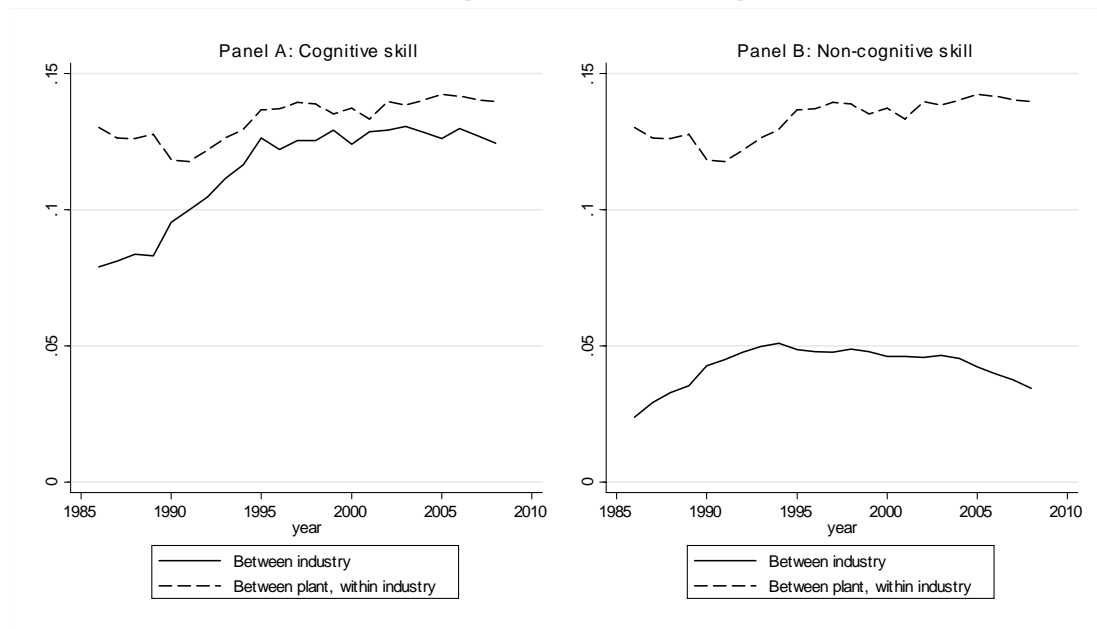 Panel A: Cognitive skill
.15
.1
.05
0
1985 1990 1995 2000 2005 2010
year
Between industry
Between plant, within industry
Panel B: Non-cognitive skill
.15
.1
.05
0
1985 1990 1995 2000 2005 2010
year
Between industry
Between plant, within industry